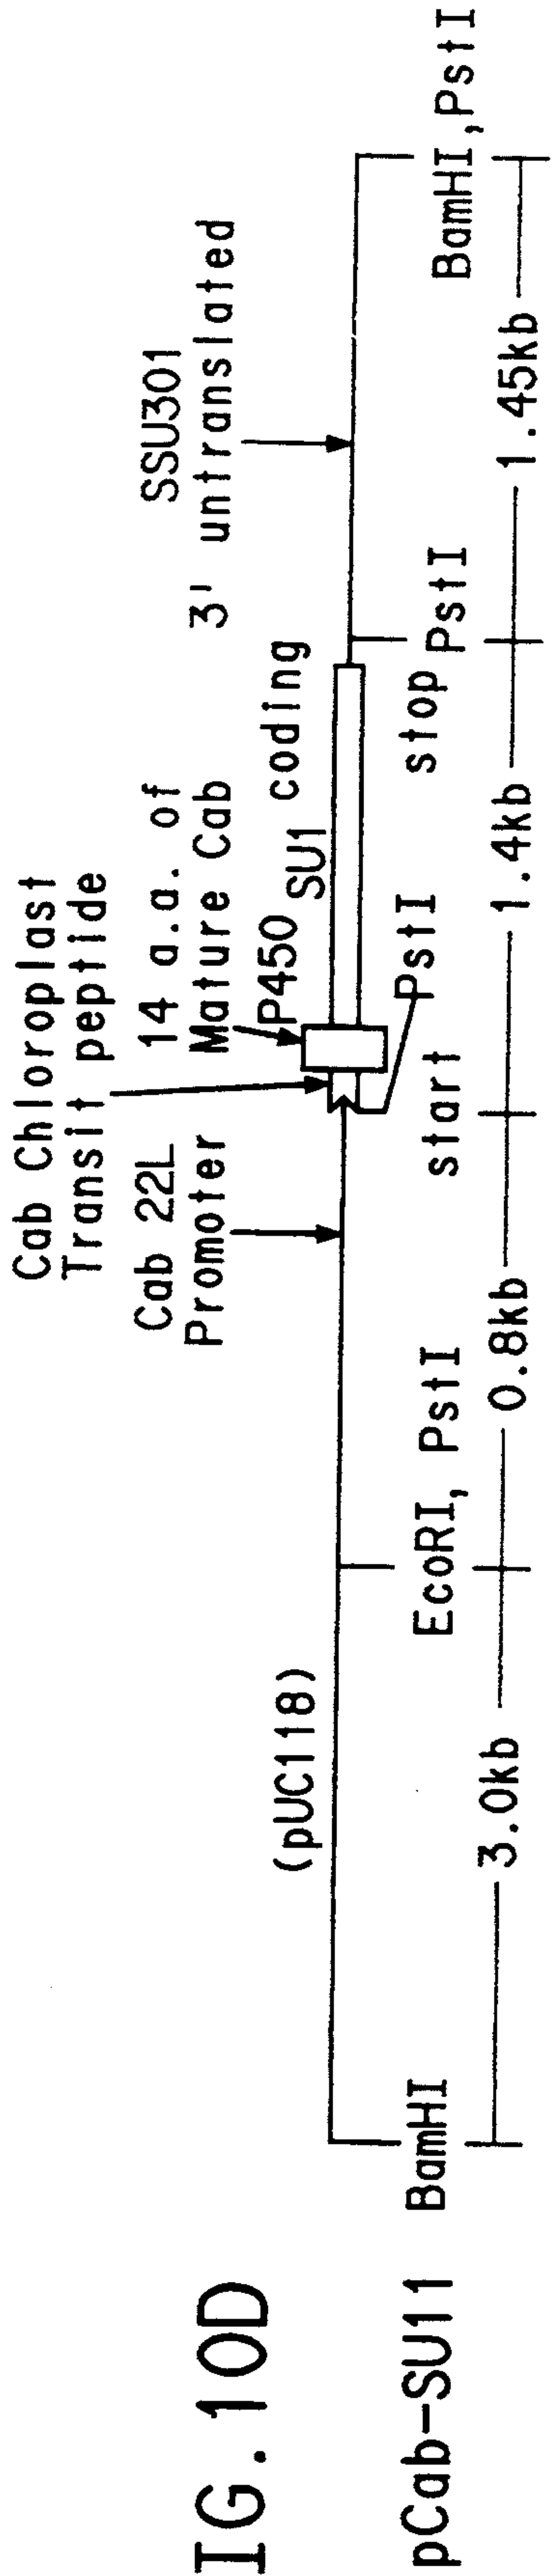 IG.10D
pCab-SU11
Cab Chloroplast
Transit peptide
Cab 22L
Promoter
14 a.a. of
Mature Cab
P450
SU1 coding
SSU301
3' untranslated
(pUC118)
BamHI
EcoRI, PstI
start
PstI
stop
PstI
BamHI, PstI
3.0kb
0.8kb
1.4kb
1.45kb